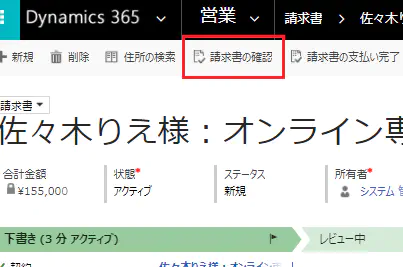 Dynamics 365 営業 請求書 > 佐々木り
+ 新規 削除 住所の検索 請求書の確認 請求書の支払い完了
請求書
佐々木りえ様：オンライン専
合計金額 状態* ステータス 所有者*
¥155,000 アクティブ 新規 システム
下書き (3 分 アクティブ) レビュー中
契約 佐々木りえ様：オンライン